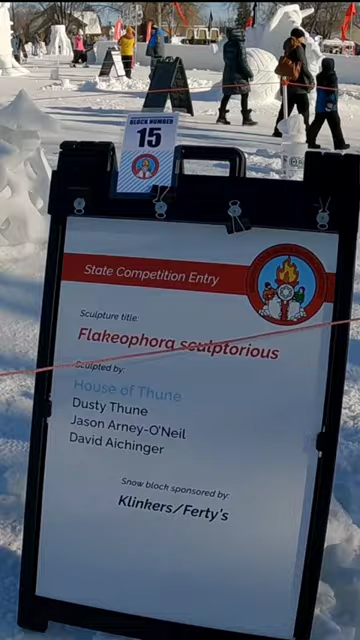 BLOCK NUMBER
15
State Competition Entry
Sculpture title:
Flakeophora sculptorious
Sculpted by:
House of Thune
Dusty Thune
Jason Arney-O'Neil
David Aichinger
Snow block sponsored by:
Klinkers/Ferty's